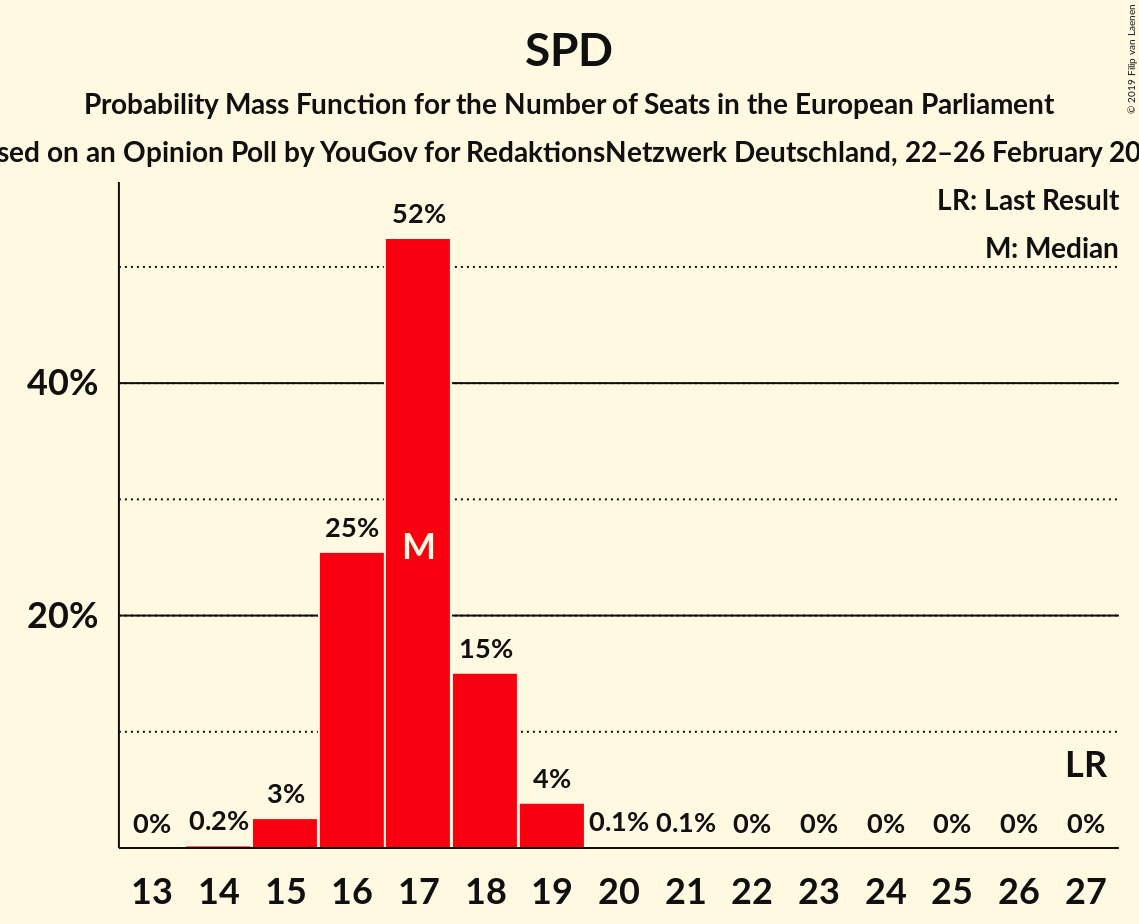 SPD
Probability Mass Function for the Number of Seats in the European Parliament
sed on an Opinion Poll by YouGov for RedaktionsNetzwerk Deutschland, 22–26 February 20
© 2019 Filip van Laenen
LR: Last Result
M: Median
52%
40%
25%
M
20%
15%
LR
4%
3%
0% 0.2% 0.1% 0.1% 0% 0% 0% 0% 0% 0%
13 14 15 16 17 18 19 20 21 22 23 24 25 26 27